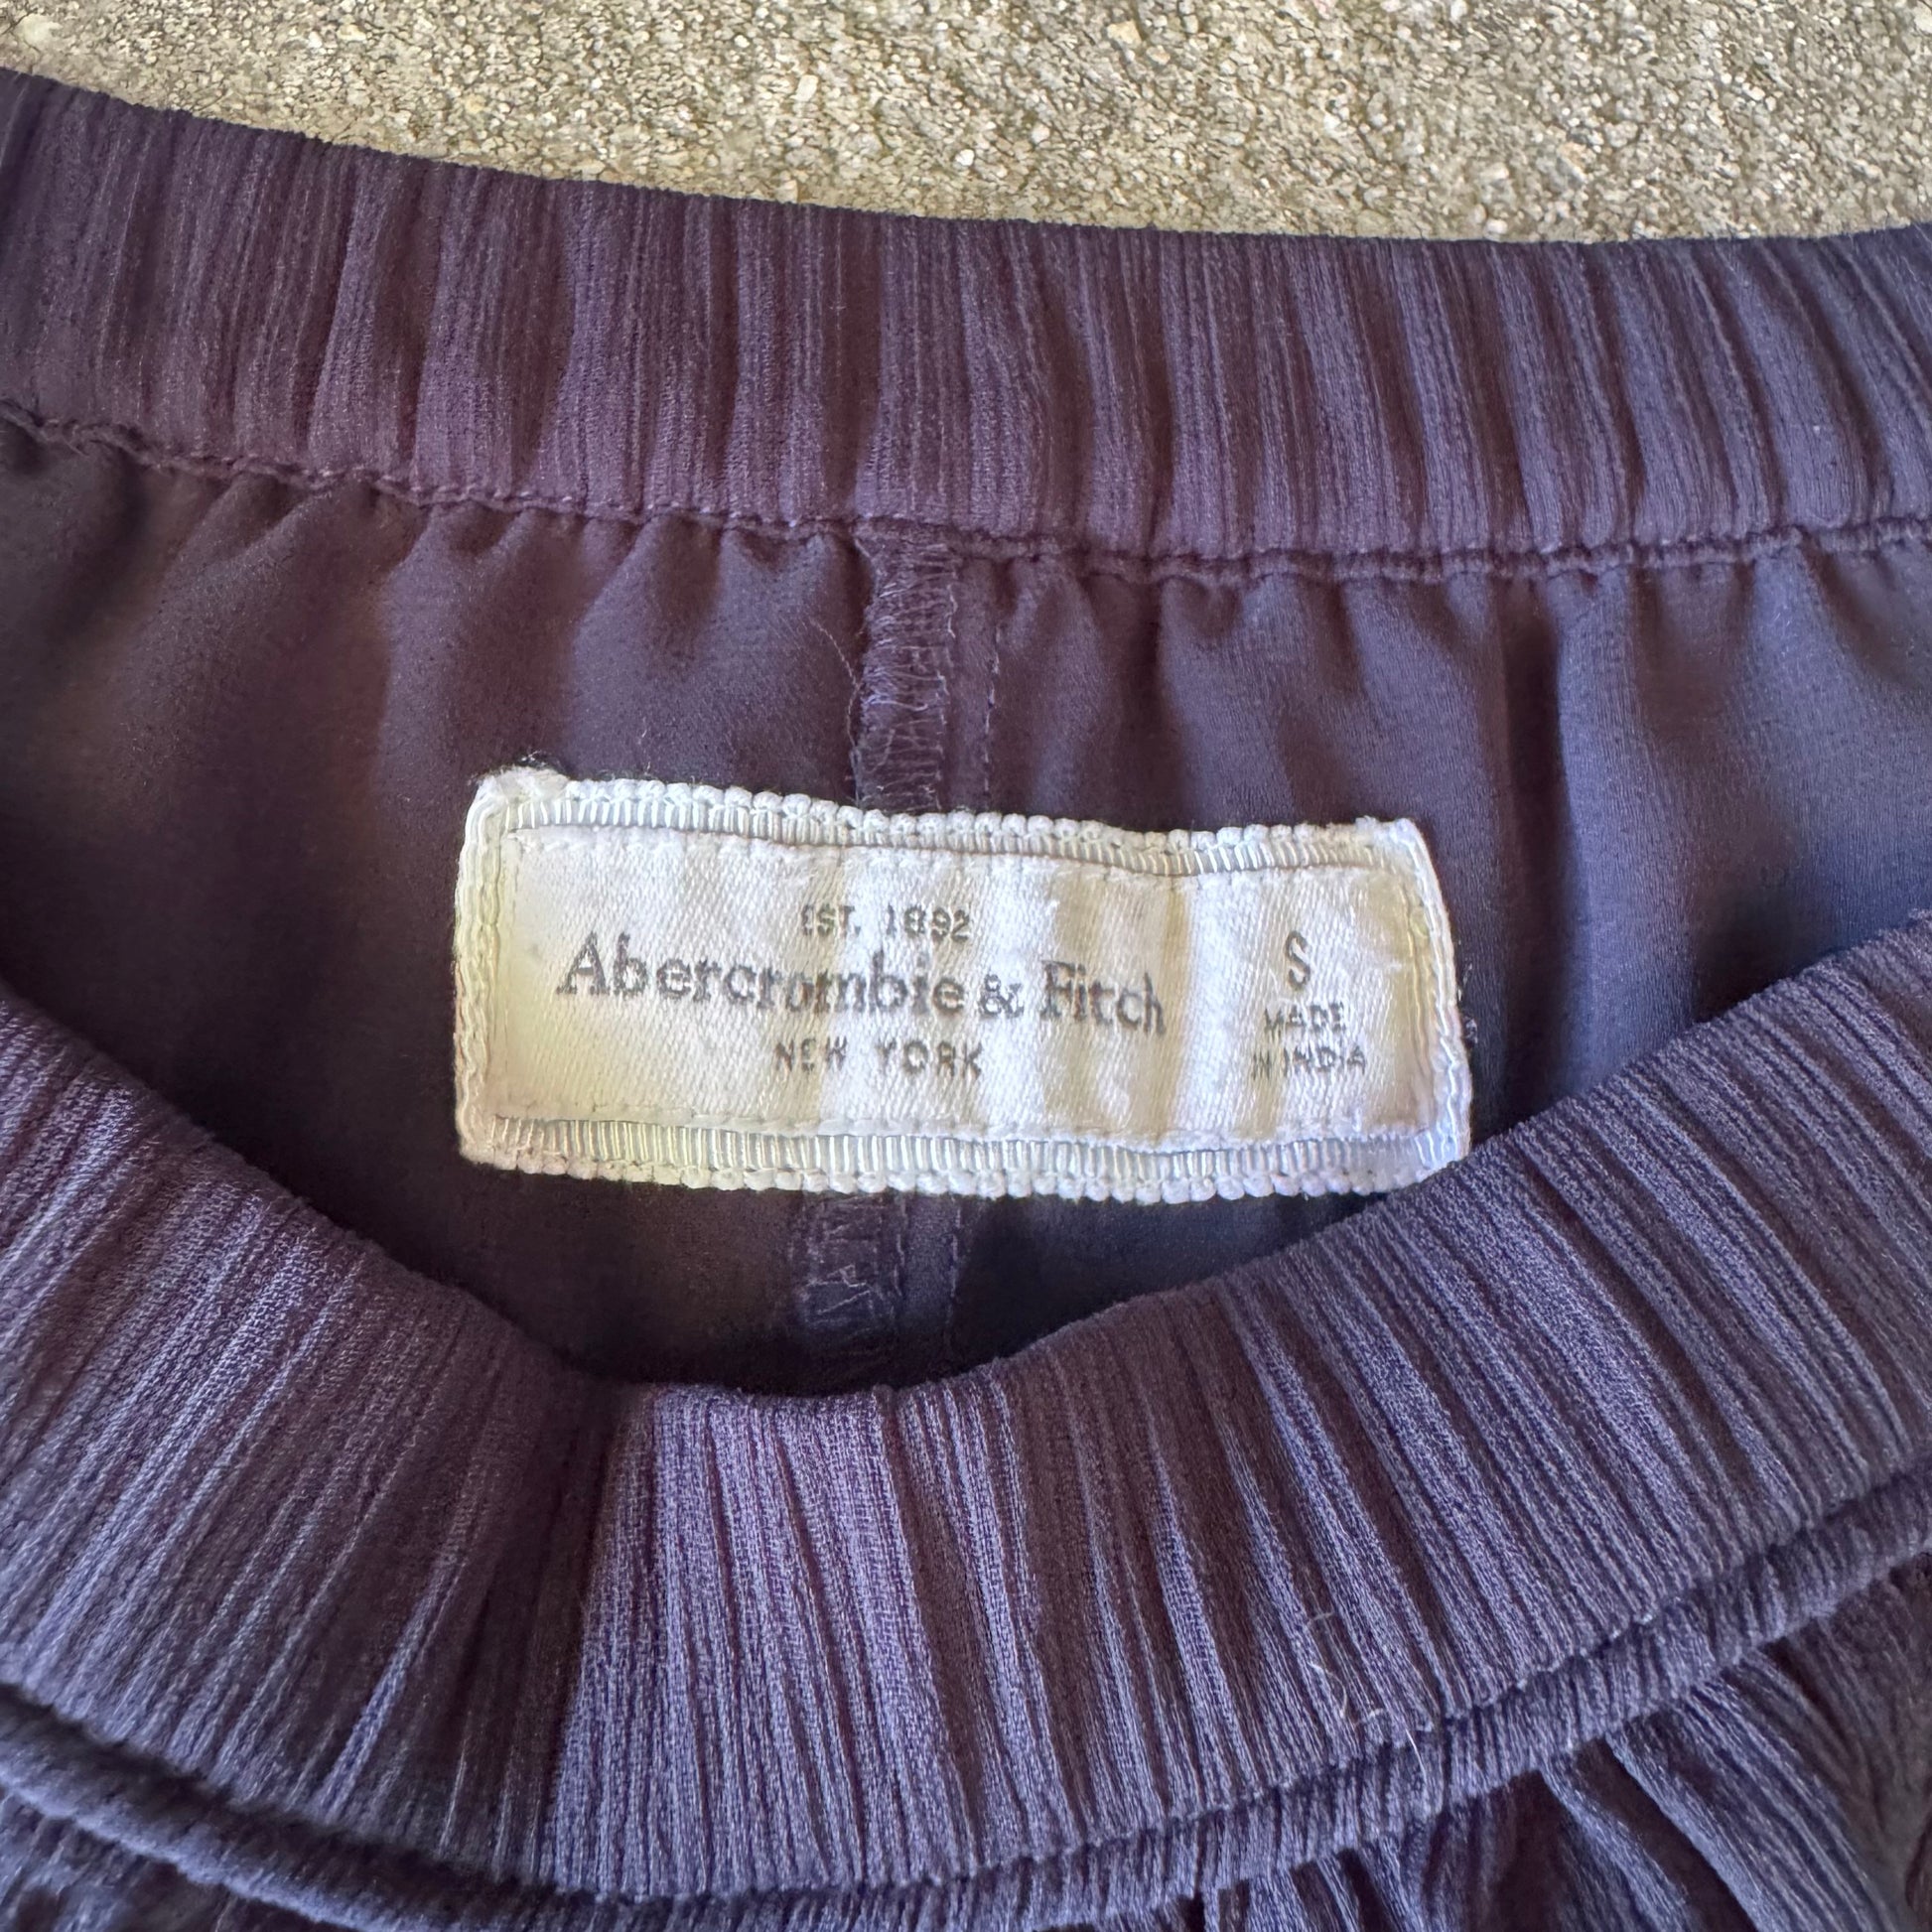 EST. 1892
Abercrombie & Fitch
NEW YORK
S
MADE
IN INDIA